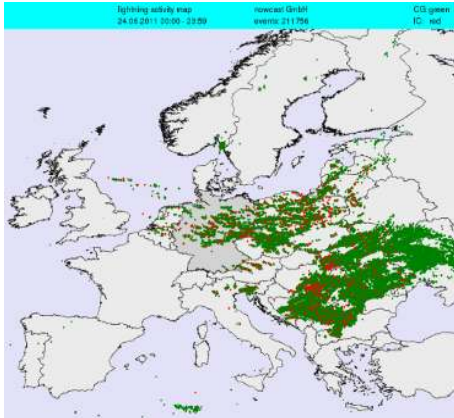 lightning activity map nowcast GmbH CG green
24.06.2011 00:00 - 23:59 events: 211756 IC red